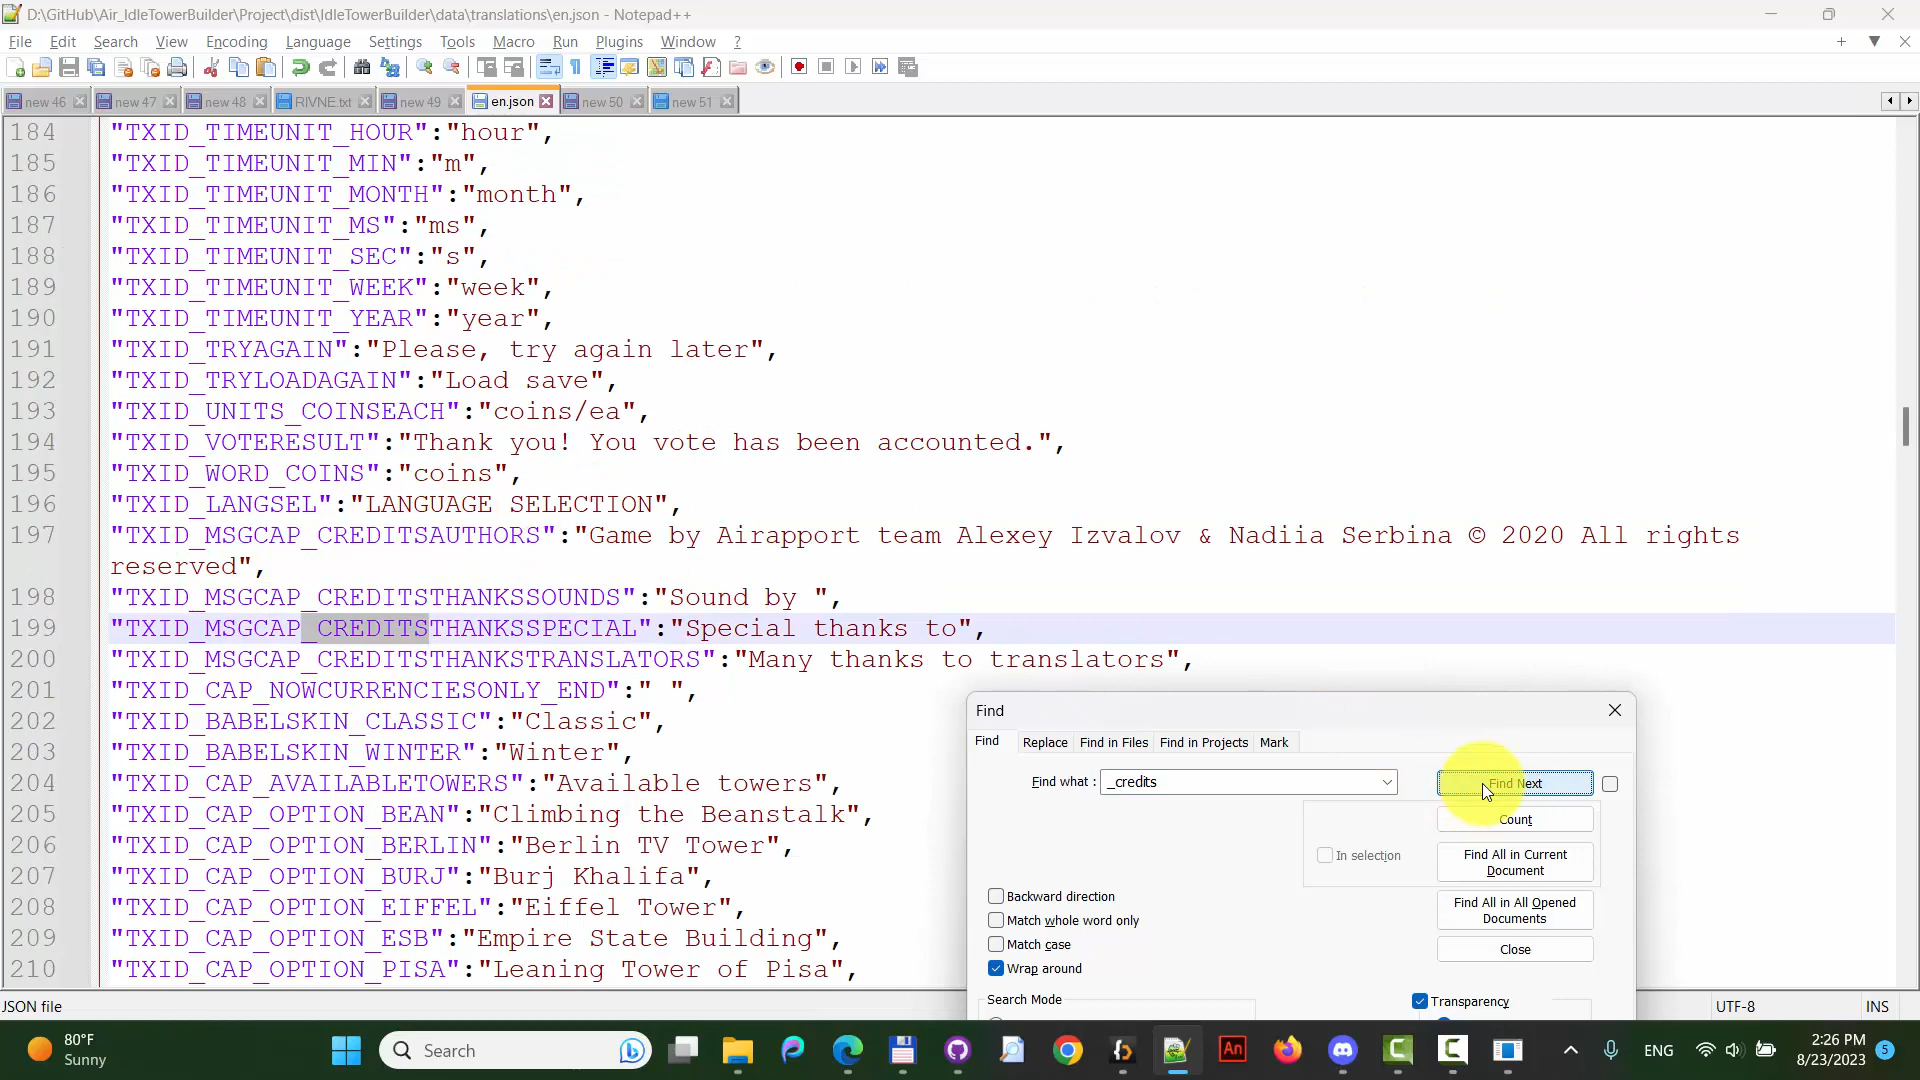 D:\GitHub\Air_IdleTowerBuilder\Project\dist\IdleTowerBuilder\data\translations\en.json - Notepad++
File Edit Search View Encoding Language Settings Tools Macro Run Plugins Window ?
new 46 new 47 new 48 RIVNE.txt new 49 en.json new 50 new 51
184 "TXID_TIMEUNIT_HOUR":"hour",
185 "TXID_TIMEUNIT_MIN":"m",
186 "TXID_TIMEUNIT_MONTH":"month",
187 "TXID_TIMEUNIT_MS":"ms",
188 "TXID_TIMEUNIT_SEC":"s",
189 "TXID_TIMEUNIT_WEEK":"week",
190 "TXID_TIMEUNIT_YEAR":"year",
191 "TXID_TRYAGAIN":"Please, try again later",
192 "TXID_TRYLOADAGAIN":"Load save",
193 "TXID_UNITS_COINSEACH":"coins/ea",
194 "TXID_VOTERESULT":"Thank you! You vote has been accounted.",
195 "TXID_WORD_COINS":"coins",
196 "TXID_LANGSEL":"LANGUAGE SELECTION",
197 "TXID_MSGCAP_CREDITSAUTHORS":"Game by Airapport team Alexey Izvalov & Nadiia Serbina © 2020 All rights
reserved",
198 "TXID_MSGCAP_CREDITSTHANKSSOUNDS":"Sound by ",
199 "TXID_MSGCAP_CREDITSTHANKSSPECIAL":"Special thanks to",
200 "TXID_MSGCAP_CREDITSTHANKSTRANSLATORS":"Many thanks to translators",
201 "TXID_CAP_NOWCURRENCIESONLY_END":" ",
202 "TXID_BABELSKIN_CLASSIC":"Classic",
203 "TXID_BABELSKIN_WINTER":"Winter",
204 "TXID_CAP_AVAILABLETOWERS":"Available towers",
205 "TXID_CAP_OPTION_BEAN":"Climbing the Beanstalk",
206 "TXID_CAP_OPTION_BERLIN":"Berlin TV Tower",
207 "TXID_CAP_OPTION_BURJ":"Burj Khalifa",
208 "TXID_CAP_OPTION_EIFFEL":"Eiffel Tower",
209 "TXID_CAP_OPTION_ESB":"Empire State Building",
210 "TXID_CAP_OPTION_PISA":"Leaning Tower of Pisa",
Find
Find Replace Find in Files Find in Projects Mark
Find what : _credits Find Next
Count
In selection
Find All in Current
Document
Find All in All Opened
Documents
Close
Backward direction
Match whole word only
Match case
Wrap around
Search Mode
Transparency
JSON file UTF-8 INS
80°F
Sunny
Search
An
ENG
2:26 PM
8/23/2023
5